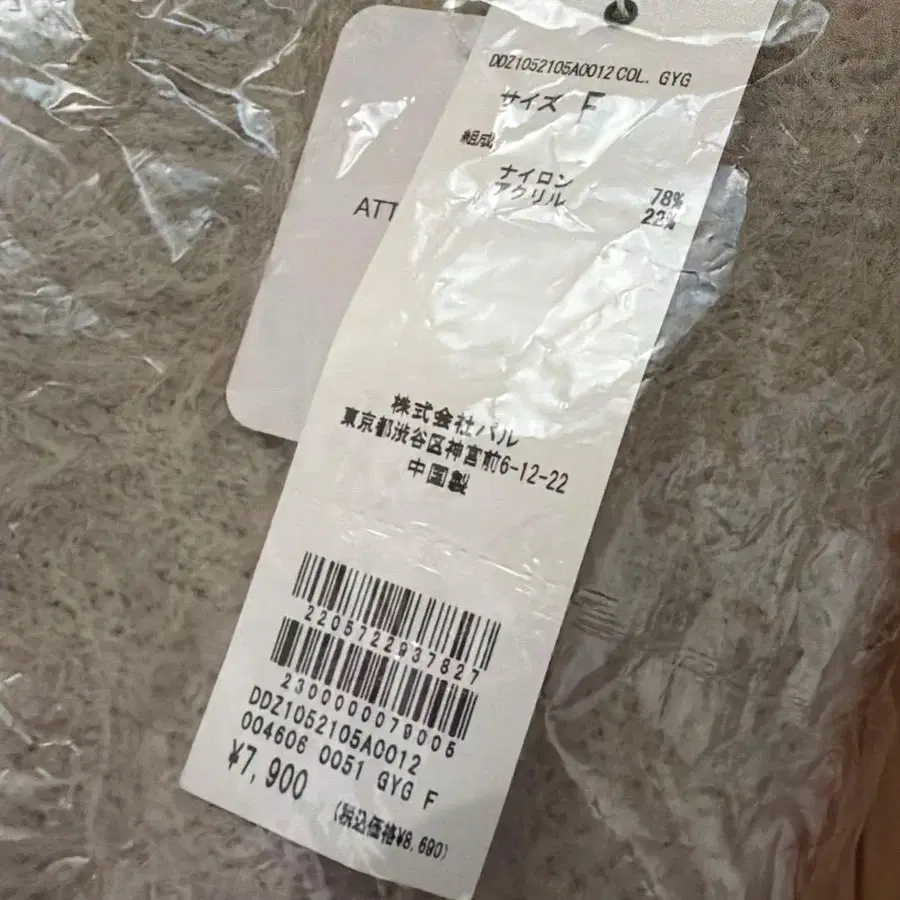 DDZ1052105A0012 COL. GYG
サイズ F
組成
ナイロン 78%
アクリル 22%
ATT
株式会社パル
東京都渋谷区神宮前6-12-22
中国製
2205722937827
2300000079005
DDZ1052105A0012
004606 0051 GYG F
¥7,900
(税込価格¥8,690)